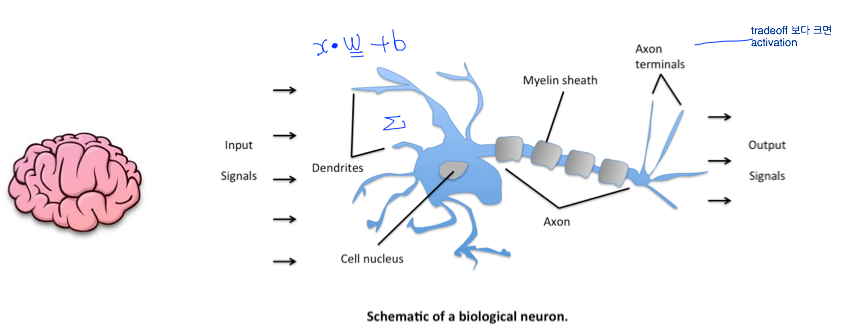 x · w + b
tradeoff 보다 크면
activation
Axon
terminals
Myelin sheath
Σ
Input
Signals
Dendrites
Output
Signals
Axon
Cell nucleus
Schematic of a biological neuron.